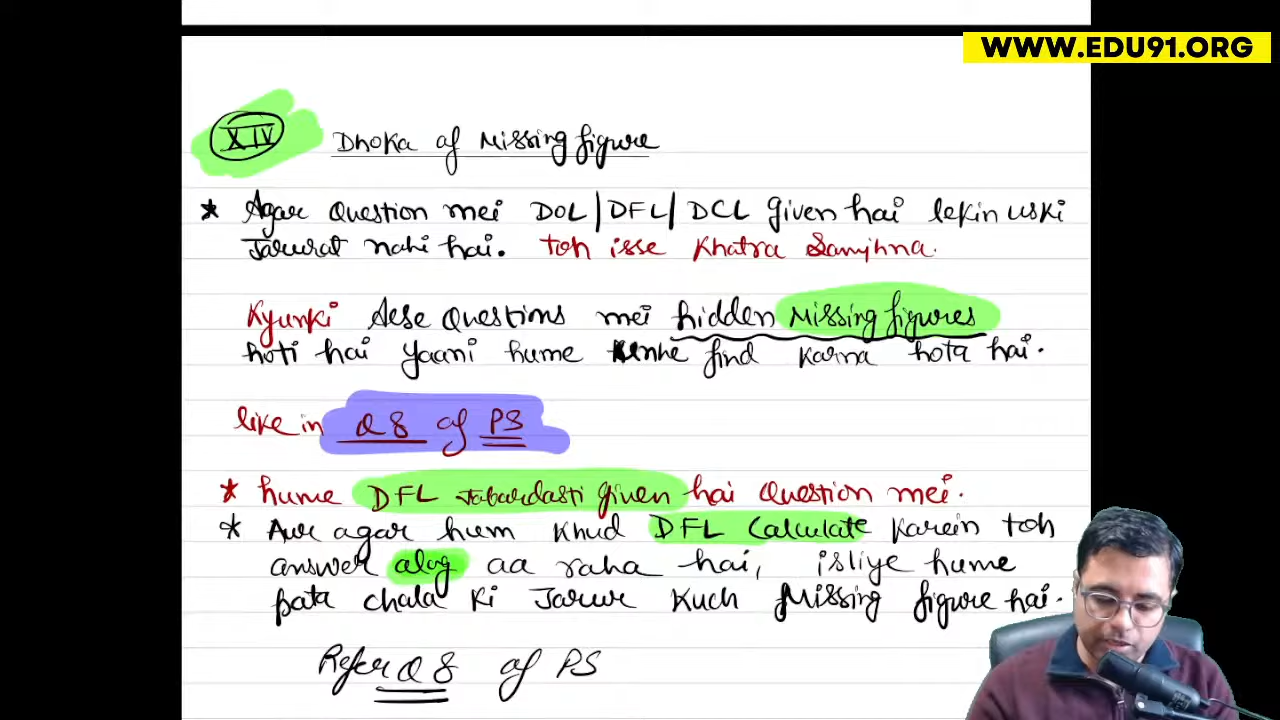 WWW.EDU91.ORG
XIV Dhoka of Missing figure
* Agar Question mei DOL | DFL | DCL given hai lekin uski
Jarurat nahi hai. toh isse Khatra Samjhna.
Kyunki Aese Questions mei hidden Missing figures
hoti hai yaani hume unhe find karna hota hai.
like in Q 8 of PS
* hume DFL Jabardasti given hai Question mei.
* Aur agar hum khud DFL Calculate karein toh
answer alag aa raha hai, isliye hume
pata chala ki Jarur kuch Missing figure hai.
Refer Q 8 of PS